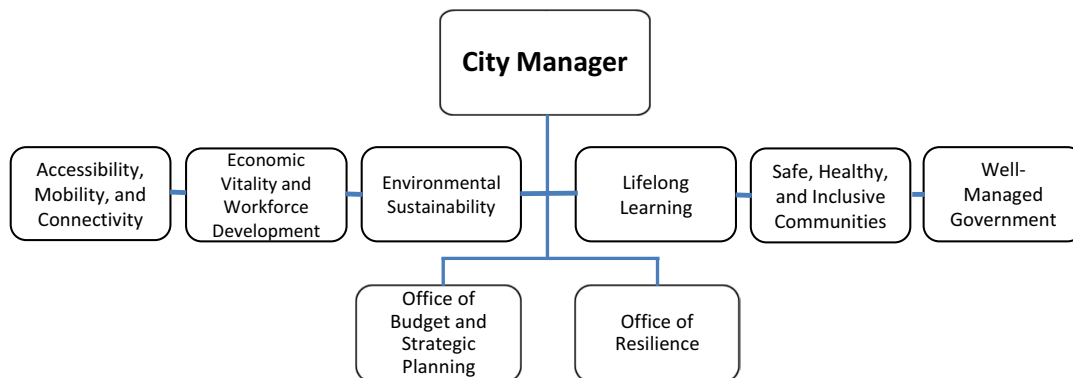 City Manager
Accessibility,
Mobility, and
Connectivity
Economic
Vitality and
Workforce
Development
Environmental
Sustainability
Lifelong
Learning
Safe, Healthy,
and Inclusive
Communities
Well-
Managed
Government
Office of
Budget and
Strategic
Planning
Office of
Resilience